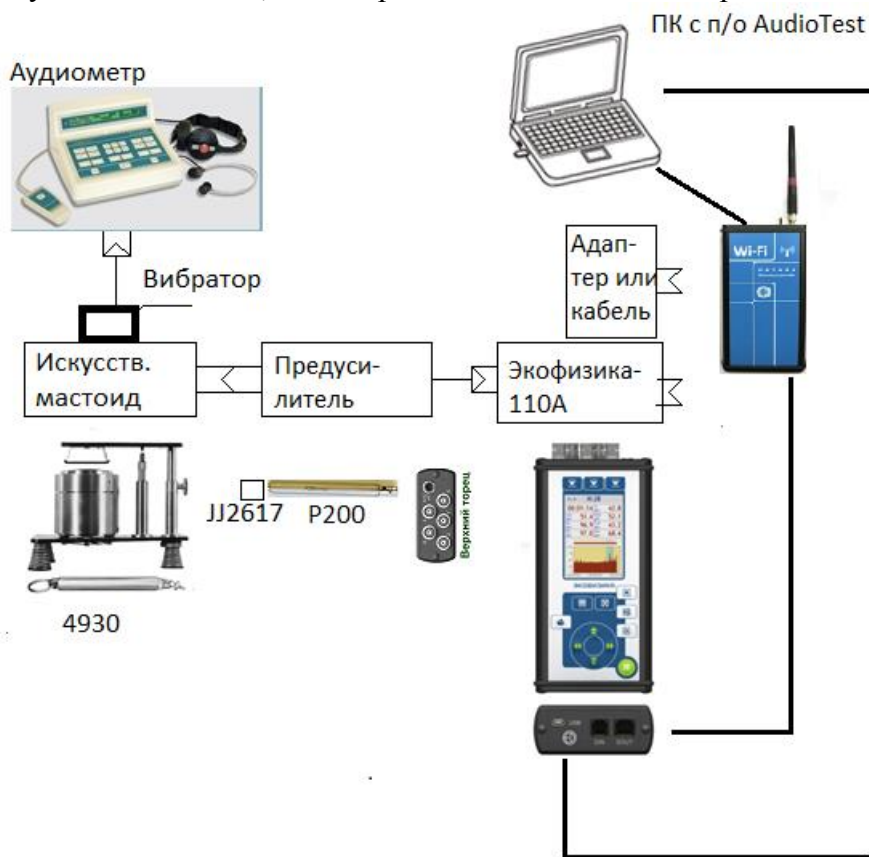 ПК с п/о AudioTest
Аудиометр
Wi-Fi
Адап-
тер или
кабель
Вибратор
Искусств.
мастоид
Предуси-
литель
Экофизика-
110А
JJ2617
P200
Верхний торец
4930